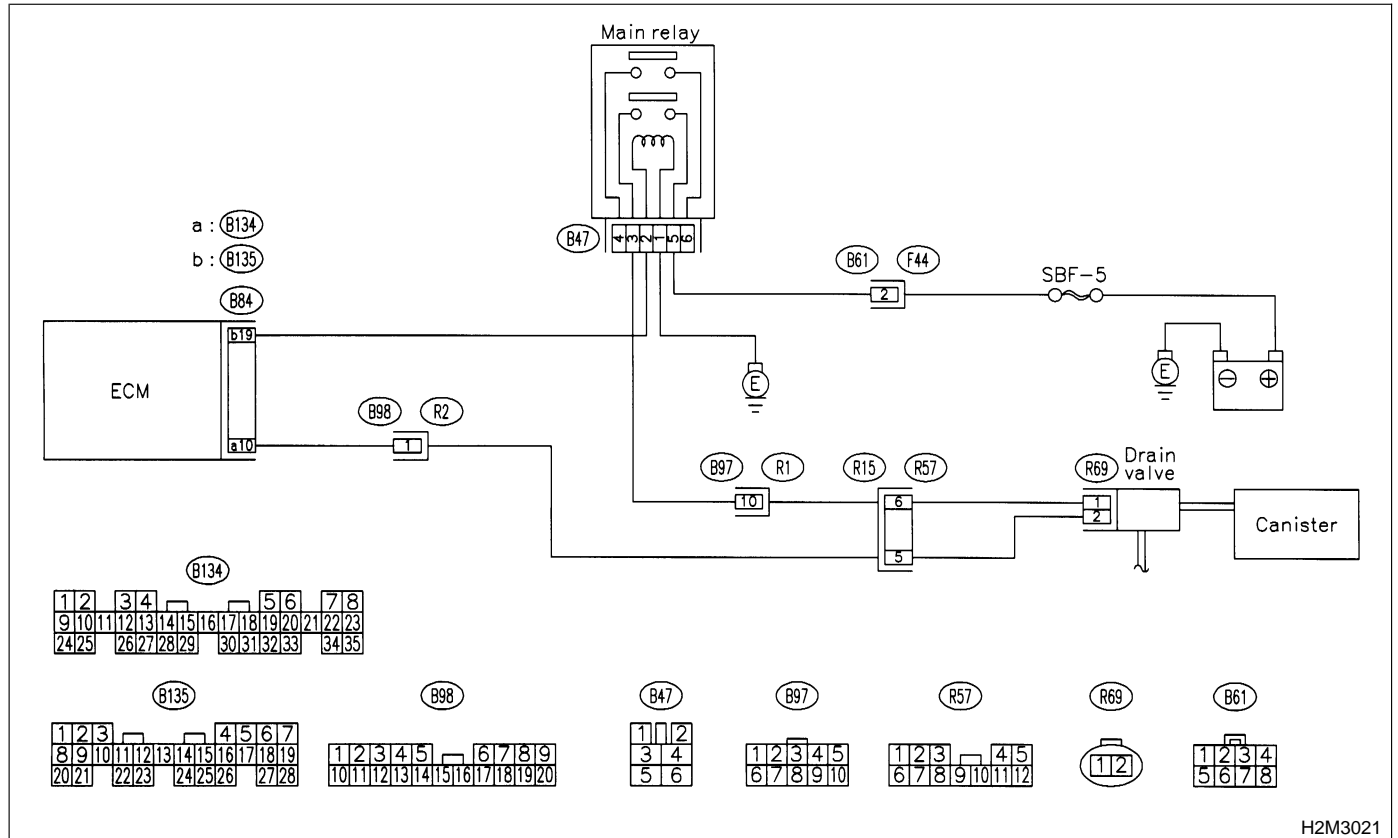 Main relay
4 3 2 1 5 6
B47
a : B134
b : B135
B84
B61 F44
2
SBF-5
b19
ECM
E
E
B98 R2
1
a10
B97 R1 R15 R57 R69 Drain valve
10 6 1
2
Canister
5
B134
1 2 3 4 5 6 7 8
9 10 11 12 13 14 15 16 17 18 19 20 21 22 23
24 25 26 27 28 29 30 31 32 33 34 35
B135
1 2 3 4 5 6 7
8 9 10 11 12 13 14 15 16 17 18 19
20 21 22 23 24 25 26 27 28
B98
1 2 3 4 5 6 7 8 9
10 11 12 13 14 15 16 17 18 19 20
B47
1 2
3 4
5 6
B97
1 2 3 4 5
6 7 8 9 10
R57
1 2 3 4 5
6 7 8 9 10 11 12
R69
1 2
B61
1 2 3 4
5 6 7 8
H2M3021